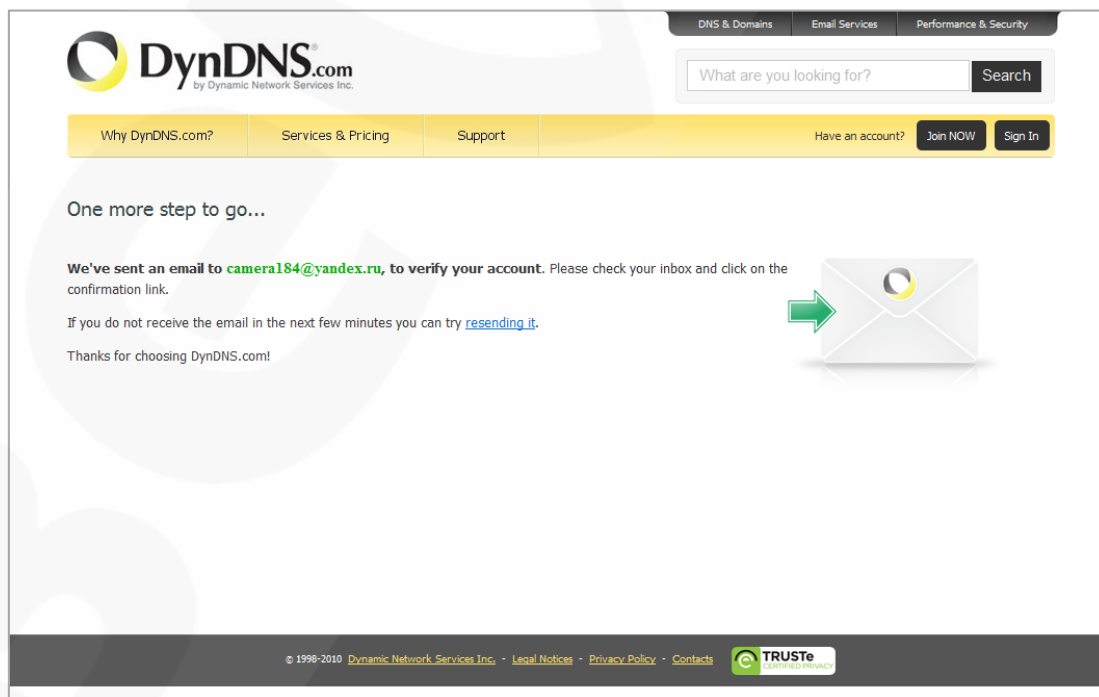 DNS & Domains Email Services Performance & Security
DynDNS.com
by Dynamic Network Services Inc.
What are you looking for? Search
Why DynDNS.com? Services & Pricing Support Have an account? Join NOW Sign In
One more step to go...
We've sent an email to camera184@yandex.ru, to verify your account. Please check your inbox and click on the
confirmation link.
If you do not receive the email in the next few minutes you can try resending it.
Thanks for choosing DynDNS.com!
© 1998-2010 Dynamic Network Services Inc. - Legal Notices - Privacy Policy - Contacts TRUSTe
CERTIFIED PRIVACY